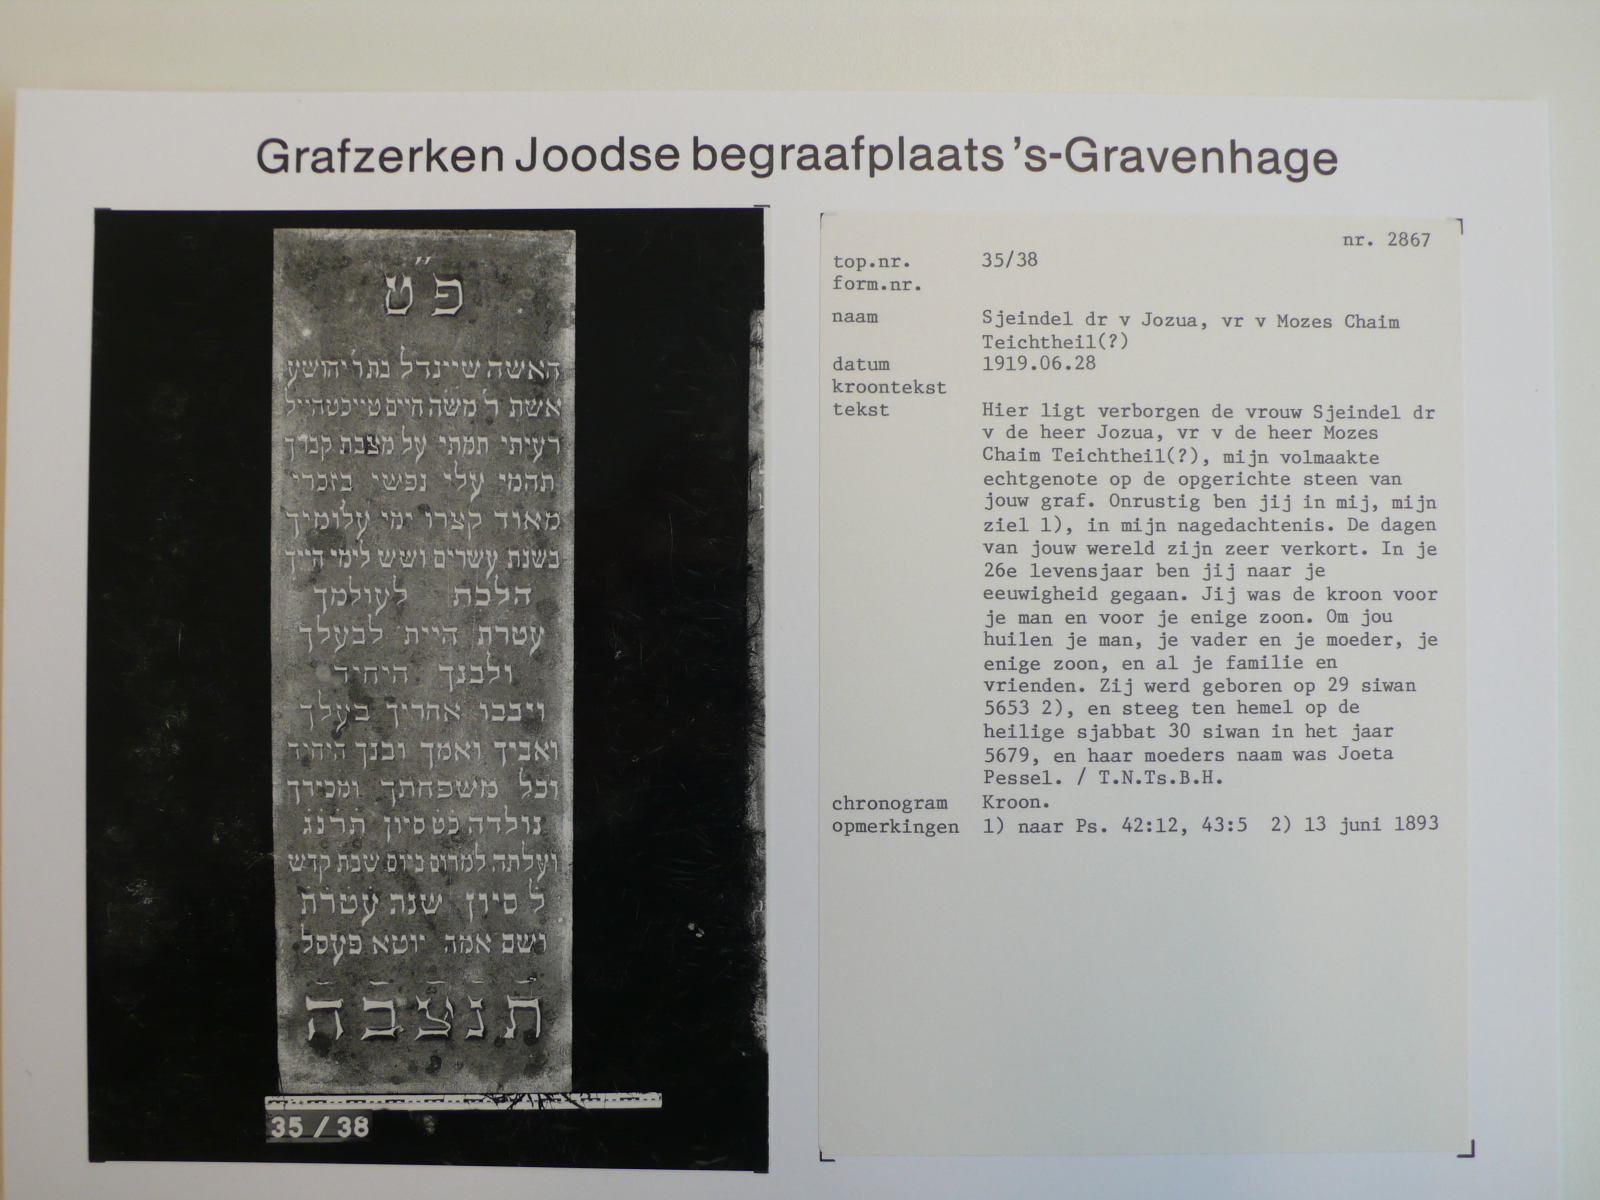 Grafzerken Joodse begraafplaats 's-Gravenhage
פ״ט
האשה שיינדל בת ר' יהושע
אשת ר' משה חיים טייכטהייל
רעיתי תמתי על מצבת קברך
תהמי עלי נפשי בזכרי
מאוד קצרו ימי עלומיך
בשנת עשרים ושש לימי חייך
הלכת לעולמך
עטרת היית לבעלך
ולבנך היחיד
ויבכו אחריך בעלך
ואביך ואמך ובנך היחיד
וכל משפחתך ומכירך
נולדה כט סיון תרנג
ועלתה למרום ביום שבת קדש
ל סיון שנה עטרת
ושם אמה יוטא פעסל
תנצבה
35 / 38
nr. 2867
top.nr. 35/38
form.nr.
naam Sjeindel dr v Jozua, vr v Mozes Chaim
Teichtheil(?)
datum 1919.06.28
kroontekst
tekst Hier ligt verborgen de vrouw Sjeindel dr
v de heer Jozua, vr v de heer Mozes
Chaim Teichtheil(?), mijn volmaakte
echtgenote op de opgerichte steen van
jouw graf. Onrustig ben jij in mij, mijn
ziel 1), in mijn nagedachtenis. De dagen
van jouw wereld zijn zeer verkort. In je
26e levensjaar ben jij naar je
eeuwigheid gegaan. Jij was de kroon voor
je man en voor je enige zoon. Om jou
huilen je man, je vader en je moeder, je
enige zoon, en al je familie en
vrienden. Zij werd geboren op 29 siwan
5653 2), en steeg ten hemel op de
heilige sjabbat 30 siwan in het jaar
5679, en haar moeders naam was Joeta
Pessel. / T.N.Ts.B.H.
chronogram Kroon.
opmerkingen 1) naar Ps. 42:12, 43:5 2) 13 juni 1893